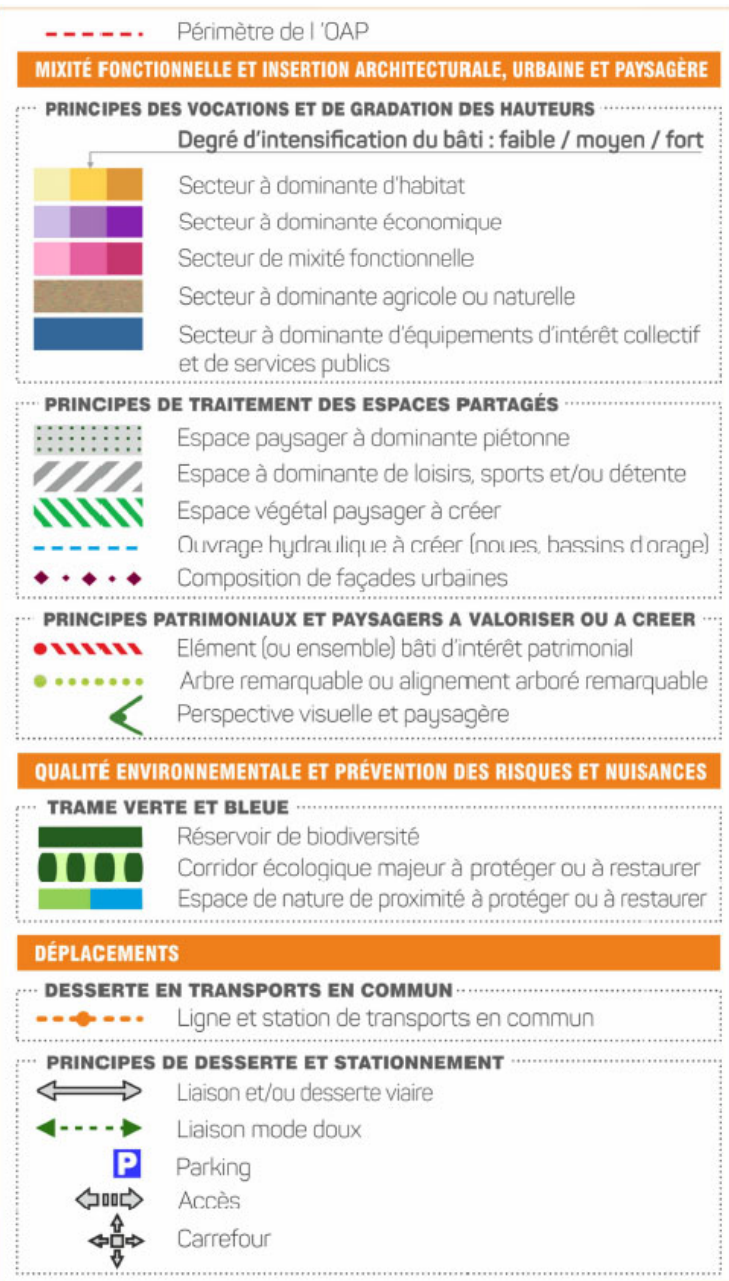 Périmètre de l 'OAP
MIXITÉ FONCTIONNELLE ET INSERTION ARCHITECTURALE, URBAINE ET PAYSAGÈRE
PRINCIPES DES VOCATIONS ET DE GRADATION DES HAUTEURS
Degré d'intensification du bâti : faible / moyen / fort
Secteur à dominante d'habitat
Secteur à dominante économique
Secteur de mixité fonctionnelle
Secteur à dominante agricole ou naturelle
Secteur à dominante d'équipements d'intérêt collectif
et de services publics
PRINCIPES DE TRAITEMENT DES ESPACES PARTAGÉS
Espace paysager à dominante piétonne
Espace à dominante de loisirs, sports et/ou détente
Espace végétal paysager à créer
Ouvrage hydraulique à créer (noues, bassins d'orage)
Composition de façades urbaines
PRINCIPES PATRIMONIAUX ET PAYSAGERS A VALORISER OU A CREER
Elément (ou ensemble) bâti d'intérêt patrimonial
Arbre remarquable ou alignement arboré remarquable
Perspective visuelle et paysagère
QUALITÉ ENVIRONNEMENTALE ET PRÉVENTION DES RISQUES ET NUISANCES
TRAME VERTE ET BLEUE
Réservoir de biodiversité
Corridor écologique majeur à protéger ou à restaurer
Espace de nature de proximité à protéger ou à restaurer
DÉPLACEMENTS
DESSERTE EN TRANSPORTS EN COMMUN
Ligne et station de transports en commun
PRINCIPES DE DESSERTE ET STATIONNEMENT
Liaison et/ou desserte viaire
Liaison mode doux
P Parking
Accès
Carrefour